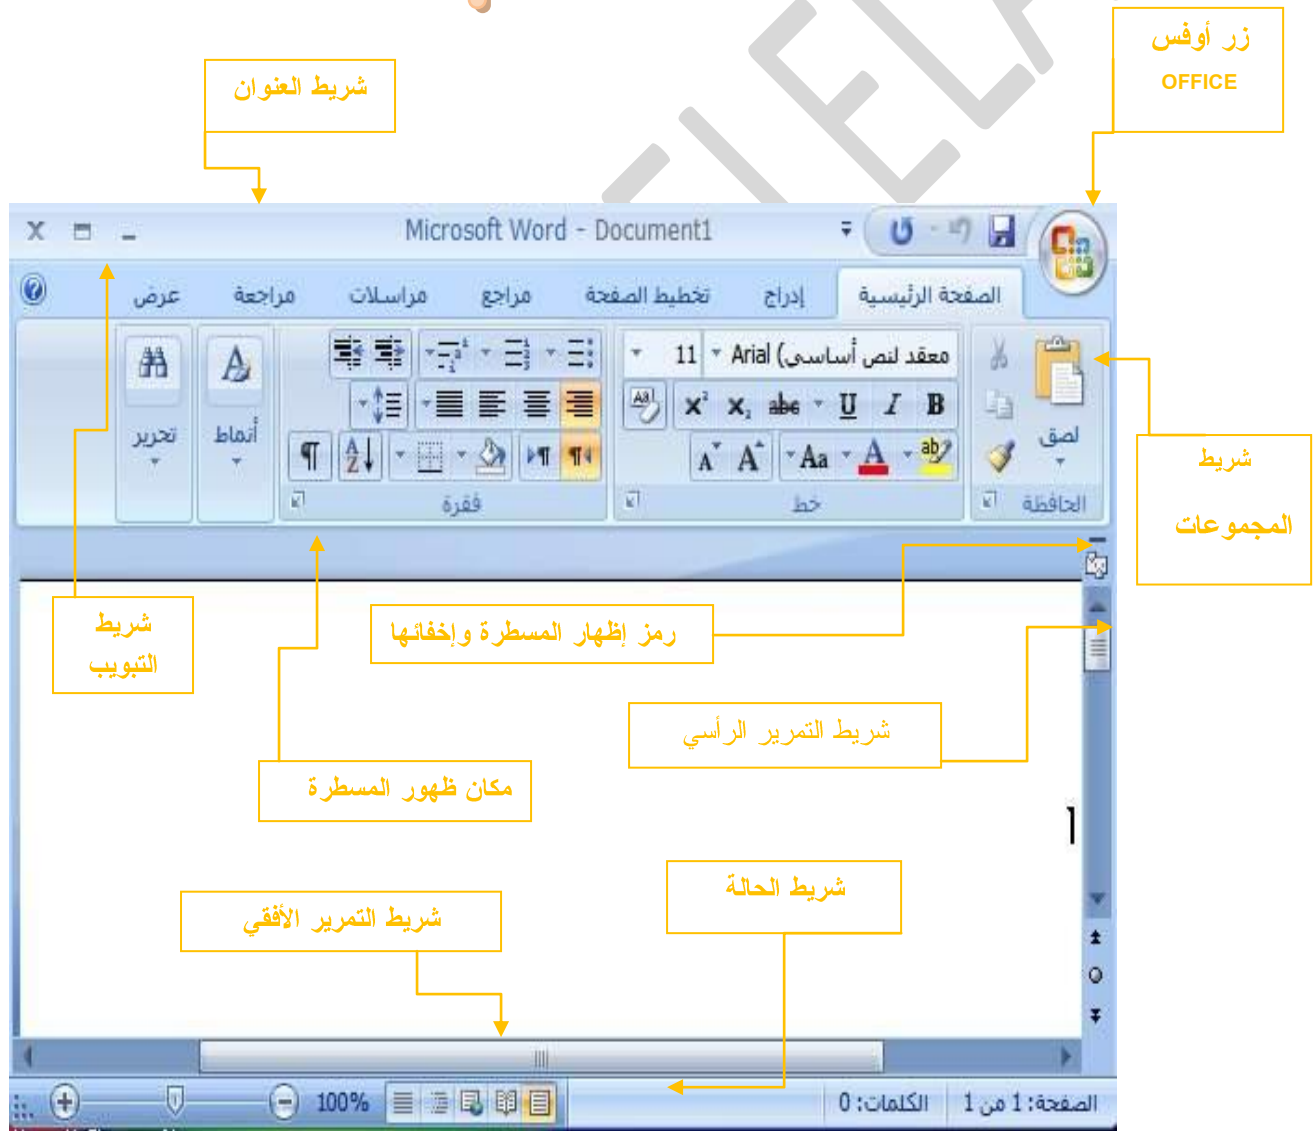 زر أوفس
OFFICE
شريط العنوان
Microsoft Word - Document1
الصفحة الرئيسية إدراج تخطيط الصفحة مراجع مراسلات مراجعة عرض
معقد لنص أساسي) Arial 11
لصق
أنماط
تحرير
الحافظة
خط
فقرة
شريط
المجموعات
شريط
التبويب
رمز إظهار المسطرة وإخفائها
شريط التمرير الرأسي
مكان ظهور المسطرة
شريط الحالة
شريط التمرير الأفقي
الصفحة: 1 من 1 الكلمات: 0 100%